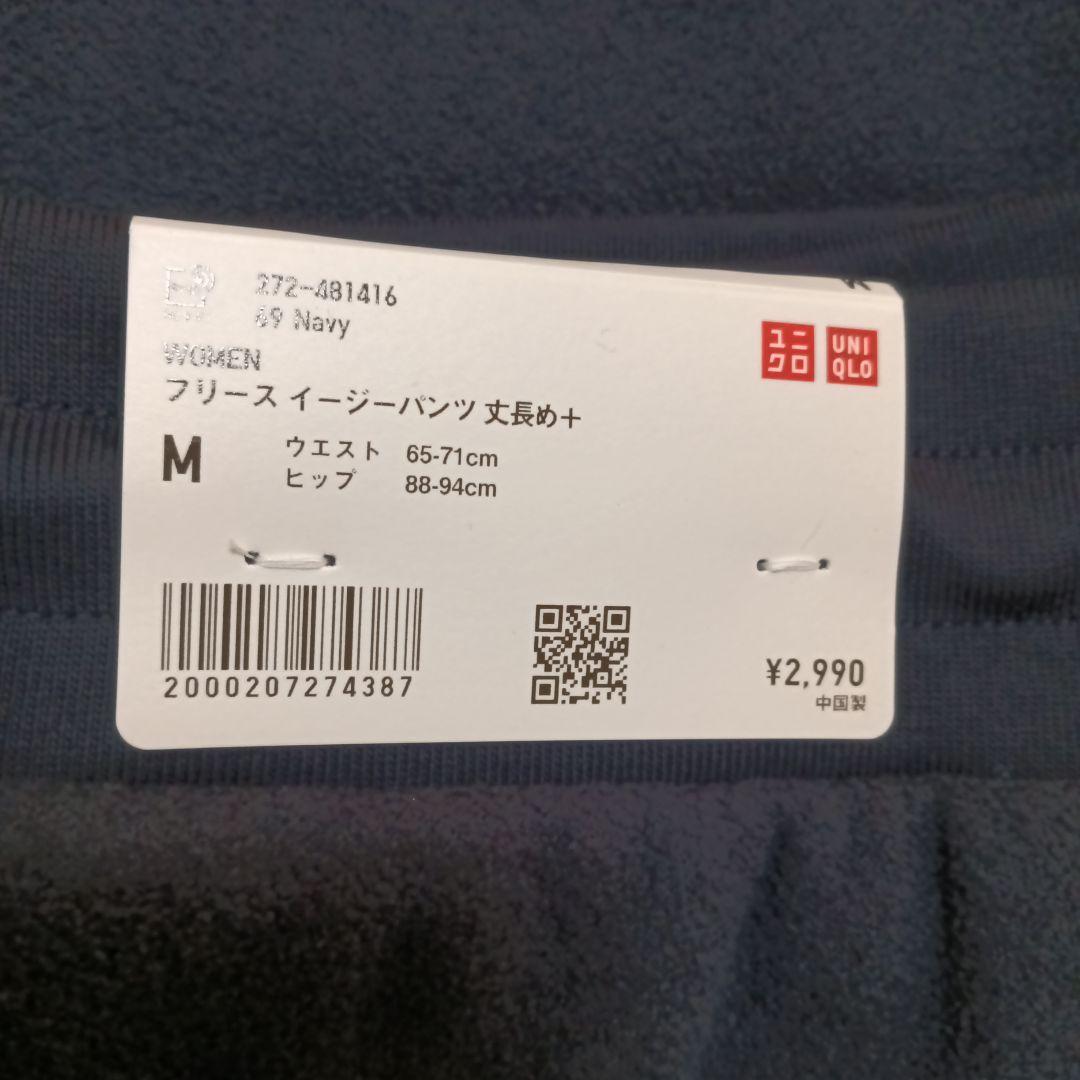 272-481416
69 Navy
WOMEN
フリース イージーパンツ 丈長め+
M
ウエスト 65-71cm
ヒップ 88-94cm
ユニ
クロ
UNI
QLO
2000207274387
¥2,990
中国製